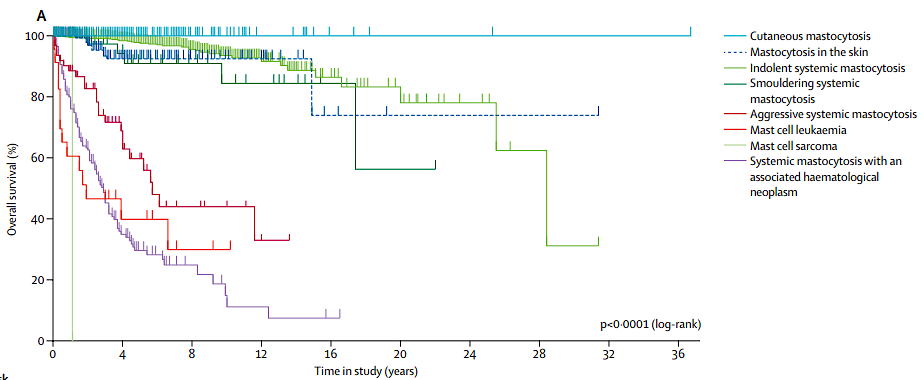 A
100
80
60
40
20
0
Overall survival (%)
0 4 8 12 16 20 24 28 32 36
Time in study (years)
p<0·0001 (log-rank)
Cutaneous mastocytosis
Mastocytosis in the skin
Indolent systemic mastocytosis
Smouldering systemic
mastocytosis
Aggressive systemic mastocytosis
Mast cell leukaemia
Mast cell sarcoma
Systemic mastocytosis with an
associated haematological
neoplasm